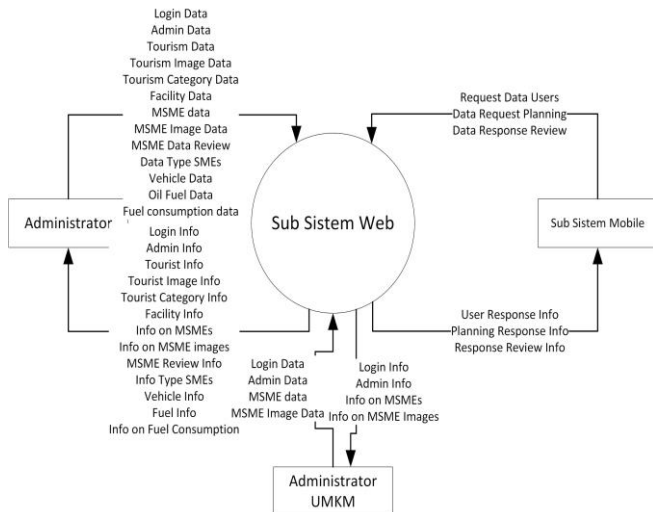 Login Data
Admin Data
Tourism Data
Tourism Image Data
Tourism Category Data
Facility Data
MSME data
MSME Image Data
MSME Data Review
Data Type SMEs
Vehicle Data
Oil Fuel Data
Fuel consumption data
Administrator
Login Info
Admin Info
Tourist Info
Tourist Image Info
Tourist Category Info
Facility Info
Info on MSMEs
Info on MSME images
MSME Review Info
Info Type SMEs
Vehicle Info
Fuel Info
Info on Fuel Consumption
Sub Sistem Web
Request Data Users
Data Request Planning
Data Response Review
Sub Sistem Mobile
User Response Info
Planning Response Info
Response Review Info
Login Data
Admin Data
MSME data
MSME Image Data
Login Info
Admin Info
Info on MSMEs
Info on MSME Images
Administrator
UMKM